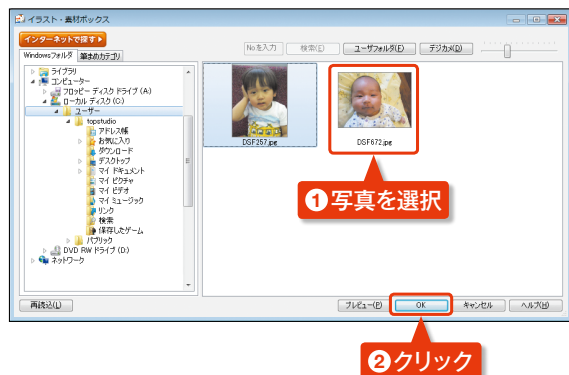 イラスト・素材ボックス
インターネットで探す
Windowsフォルダ 筆まめカテゴリ
Noを入力 検索(E) ユーザフォルダ(F) デジカメ(D)
ライブラリ
コンピューター
フロッピー ディスク ドライブ (A)
ローカル ディスク (C:)
ユーザー
topstudio
アドレス帳
お気に入り
ダウンロード
デスクトップ
マイ ドキュメント
マイ ピクチャ
マイ ビデオ
マイ ミュージック
リンク
検索
保存したゲーム
パブリック
DVD RW ドライブ (D:)
ネットワーク
DSF257.jpg
DSF672.jpg
1写真を選択
再読込(L)
プレビュー(P) OK キャンセル ヘルプ(H)
2クリック